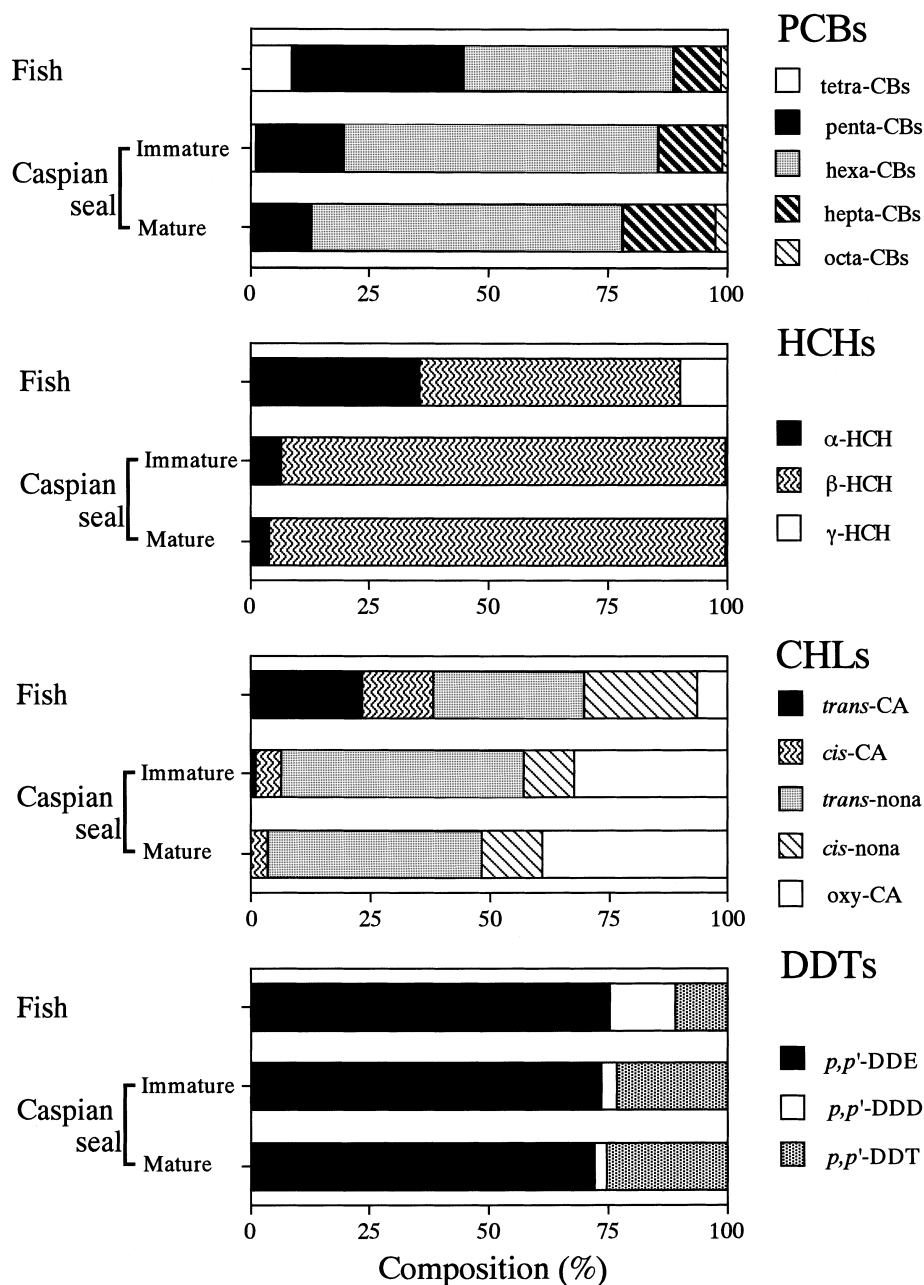 PCBs
Fish
Caspian
seal
Immature
Mature
tetra-CBs
penta-CBs
hexa-CBs
hepta-CBs
octa-CBs
0 25 50 75 100
HCHs
Fish
Caspian
seal
Immature
Mature
α-HCH
β-HCH
γ-HCH
0 25 50 75 100
CHLs
Fish
Caspian
seal
Immature
Mature
trans-CA
cis-CA
trans-nona
cis-nona
oxy-CA
0 25 50 75 100
DDTs
Fish
Caspian
seal
Immature
Mature
p,p'-DDE
p,p'-DDD
p,p'-DDT
0 25 50 75 100
Composition (%)